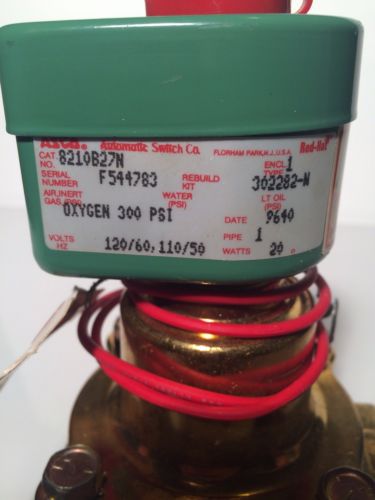 ASCO. Automatic Switch Co. FLORHAM PARK, N.J., U.S.A. Red-Hat
CAT. NO. 8210B27N ENCL. TYPE 1
SERIAL NUMBER F544783 REBUILD KIT 302282-N
AIR, INERT GAS (PSI) WATER (PSI) LT OIL (PSI)
OXYGEN 300 PSI DATE 9640
VOLTS HZ 120/60, 110/50 PIPE 1
WATTS 20